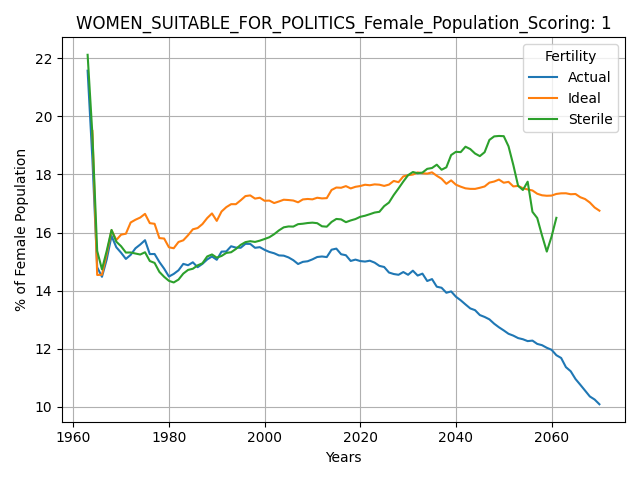 WOMEN_SUITABLE_FOR_POLITICS_Female_Population_Scoring: 1
Fertility
Actual
Ideal
Sterile
% of Female Population
22
20
18
16
14
12
10
1960 1980 2000 2020 2040 2060
Years